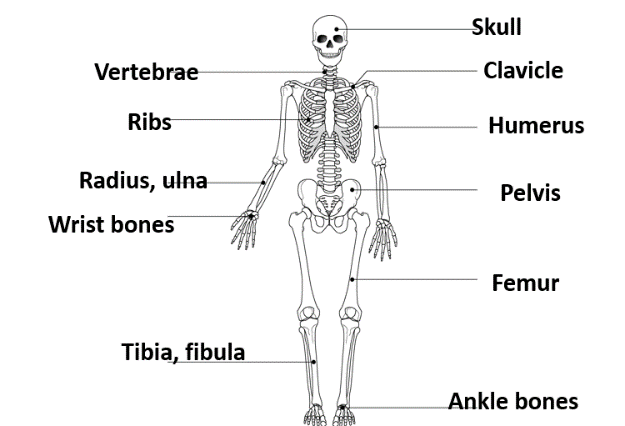 Skull
Vertebrae
Clavicle
Ribs
Humerus
Radius, ulna
Pelvis
Wrist bones
Femur
Tibia, fibula
Ankle bones